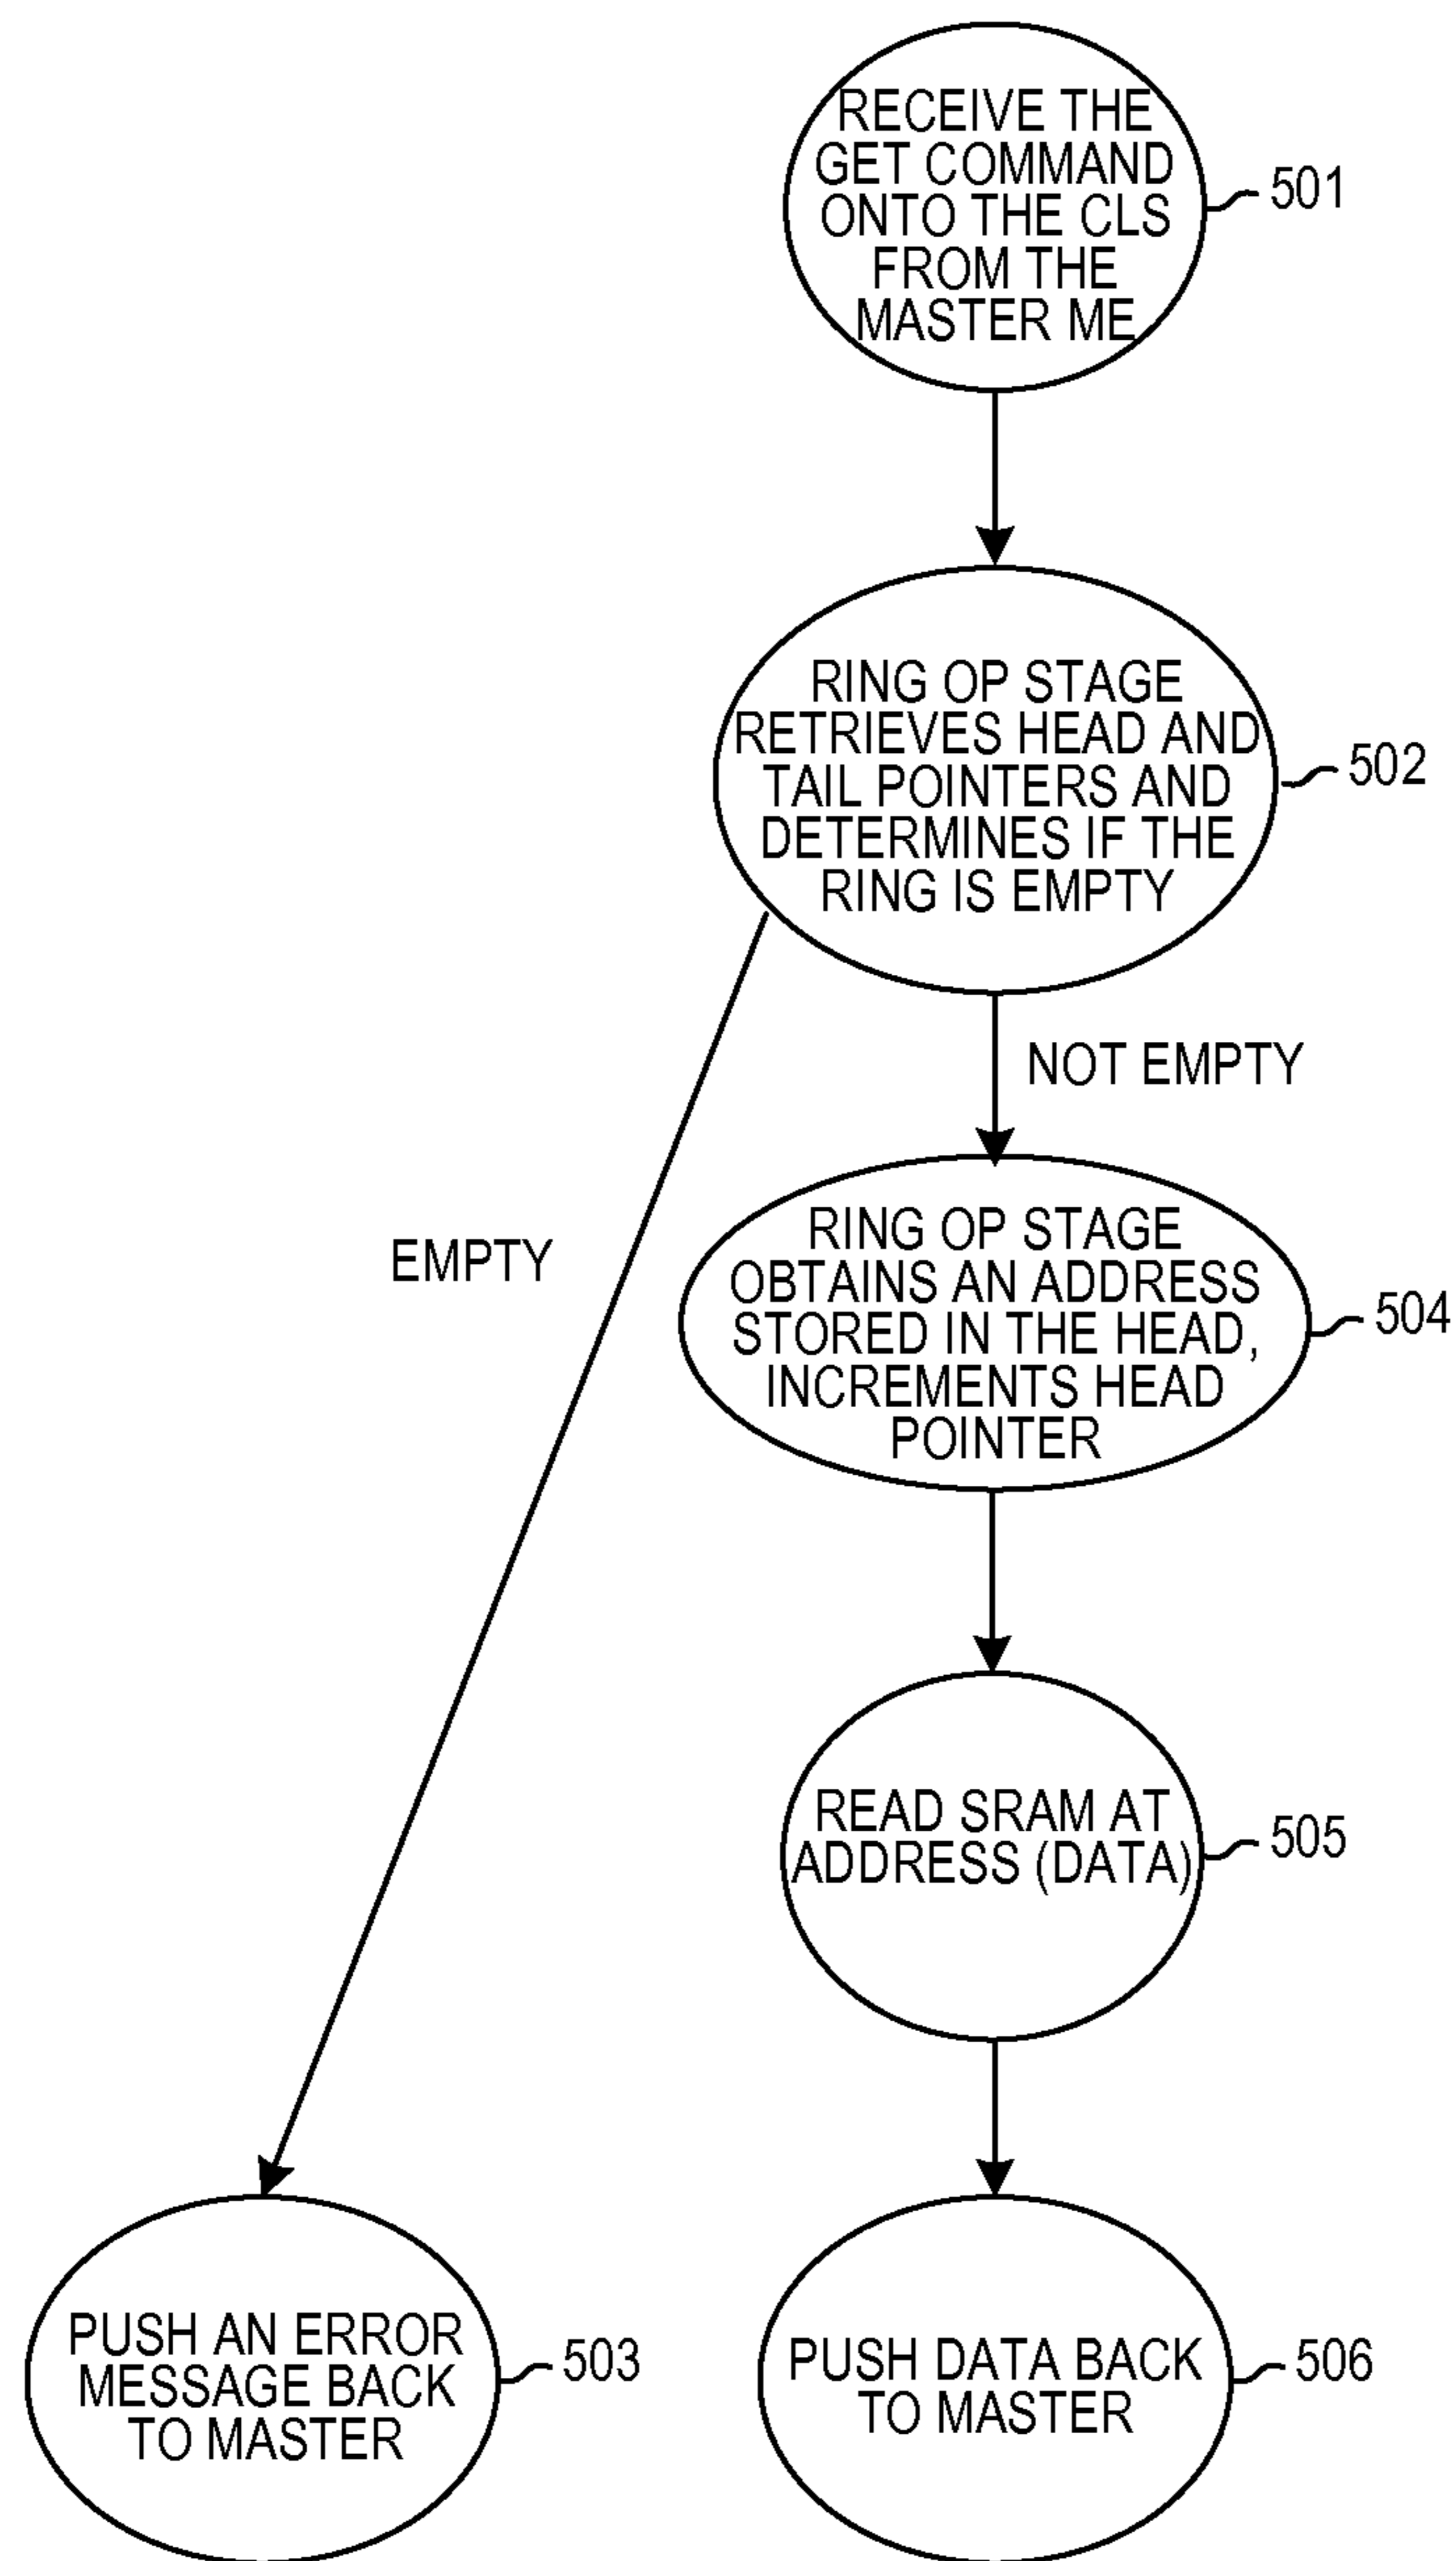 RECEIVE THE
GET COMMAND
ONTO THE CLS
FROM THE
MASTER ME
501
RING OP STAGE
RETRIEVES HEAD AND
TAIL POINTERS AND
DETERMINES IF THE
RING IS EMPTY
502
NOT EMPTY
EMPTY
RING OP STAGE
OBTAINS AN ADDRESS
STORED IN THE HEAD,
INCREMENTS HEAD
POINTER
504
READ SRAM AT
ADDRESS (DATA)
505
PUSH AN ERROR
MESSAGE BACK
TO MASTER
503
PUSH DATA BACK
TO MASTER
506